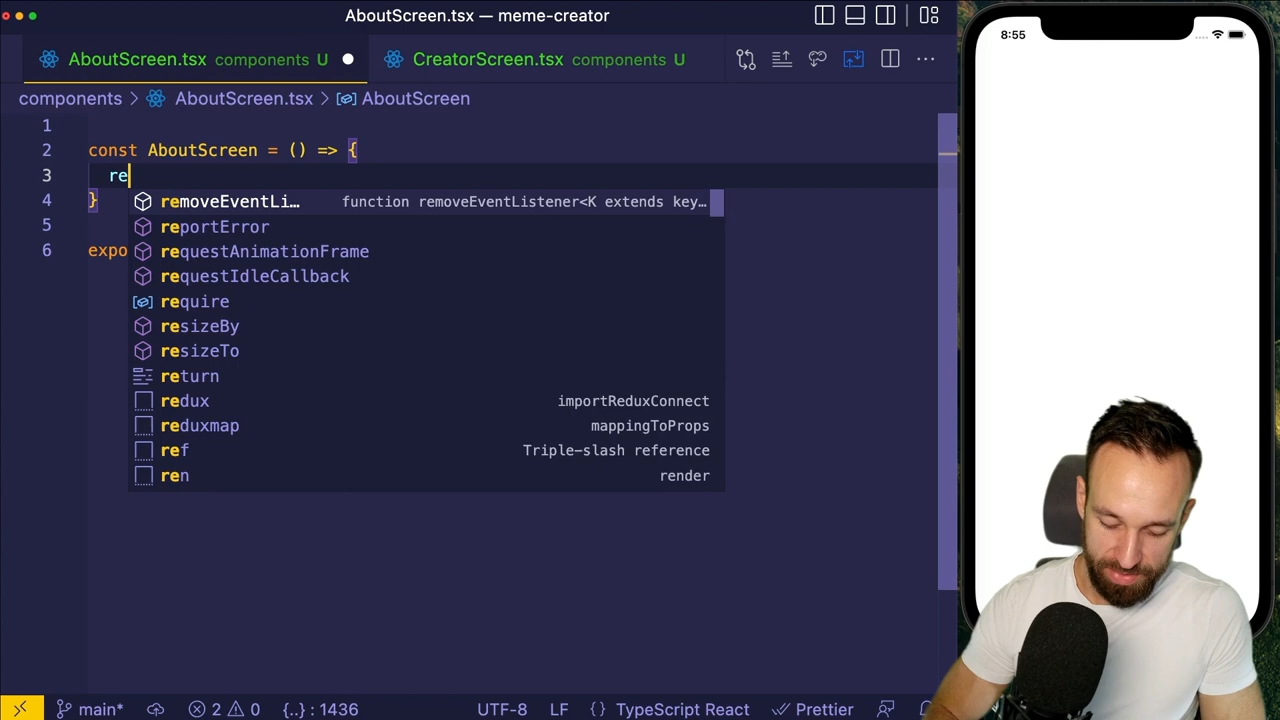 AboutScreen.tsx — meme-creator
AboutScreen.tsx components U
CreatorScreen.tsx components U
components > AboutScreen.tsx > AboutScreen
1
2 const AboutScreen = () => {
3 re
4 }
5
6 expo
removeEventLi… function removeEventListener<K extends key…
reportError
requestAnimationFrame
requestIdleCallback
require
resizeBy
resizeTo
return
redux importReduxConnect
reduxmap mappingToProps
ref Triple-slash reference
ren render
main* 2 0 {..} : 1436 UTF-8 LF {} TypeScript React Prettier
8:55